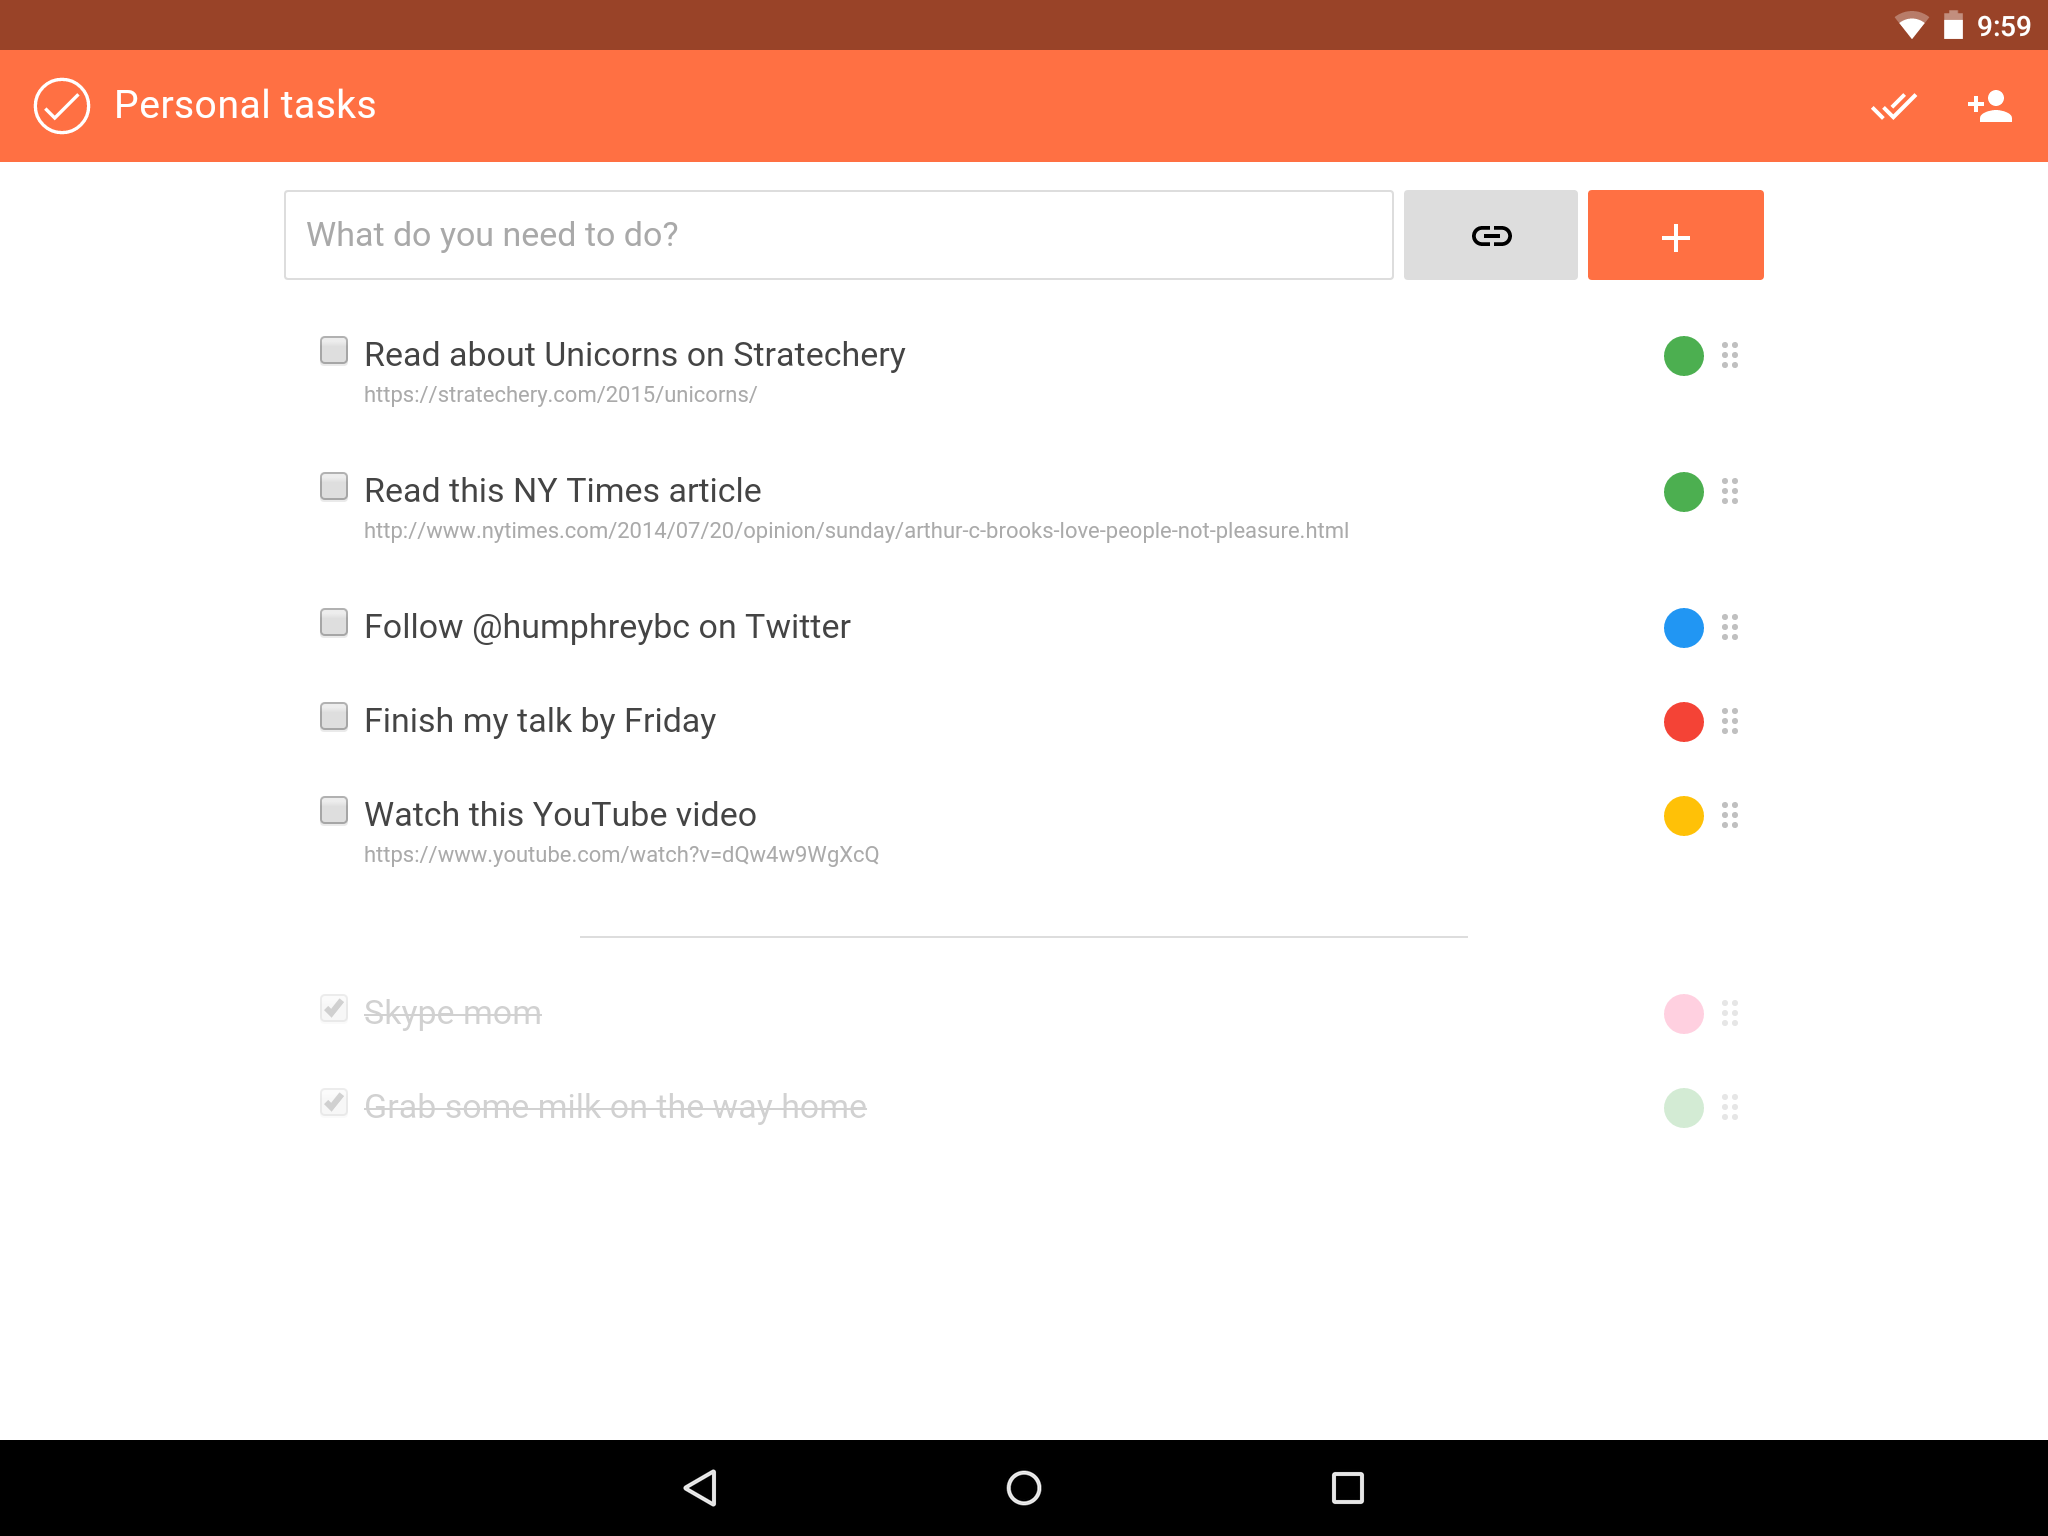 9:59
Personal tasks
What do you need to do?
Read about Unicorns on Stratechery
https://stratechery.com/2015/unicorns/
Read this NY Times article
http://www.nytimes.com/2014/07/20/opinion/sunday/arthur-c-brooks-love-people-not-pleasure.html
Follow @humphreybc on Twitter
Finish my talk by Friday
Watch this YouTube video
https://www.youtube.com/watch?v=dQw4w9WgXcQ
Skype mom
Grab some milk on the way home